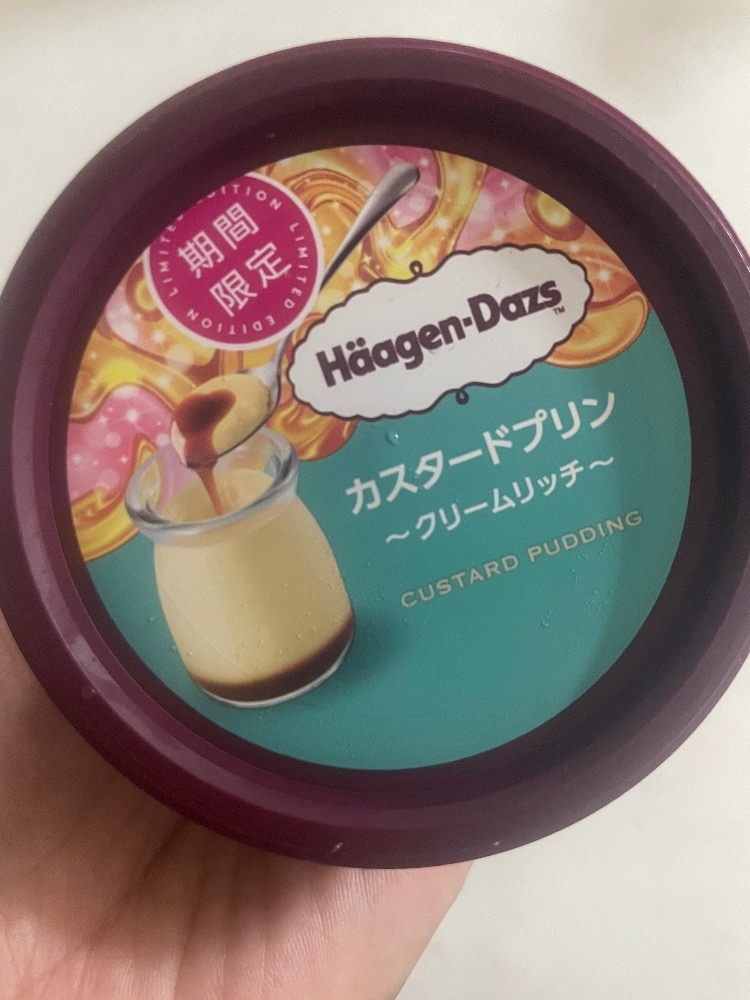 LIMITED EDITION LIMITED EDITION
期間
限定
Häagen-Dazs™
カスタードプリン
～クリームリッチ～
CUSTARD PUDDING